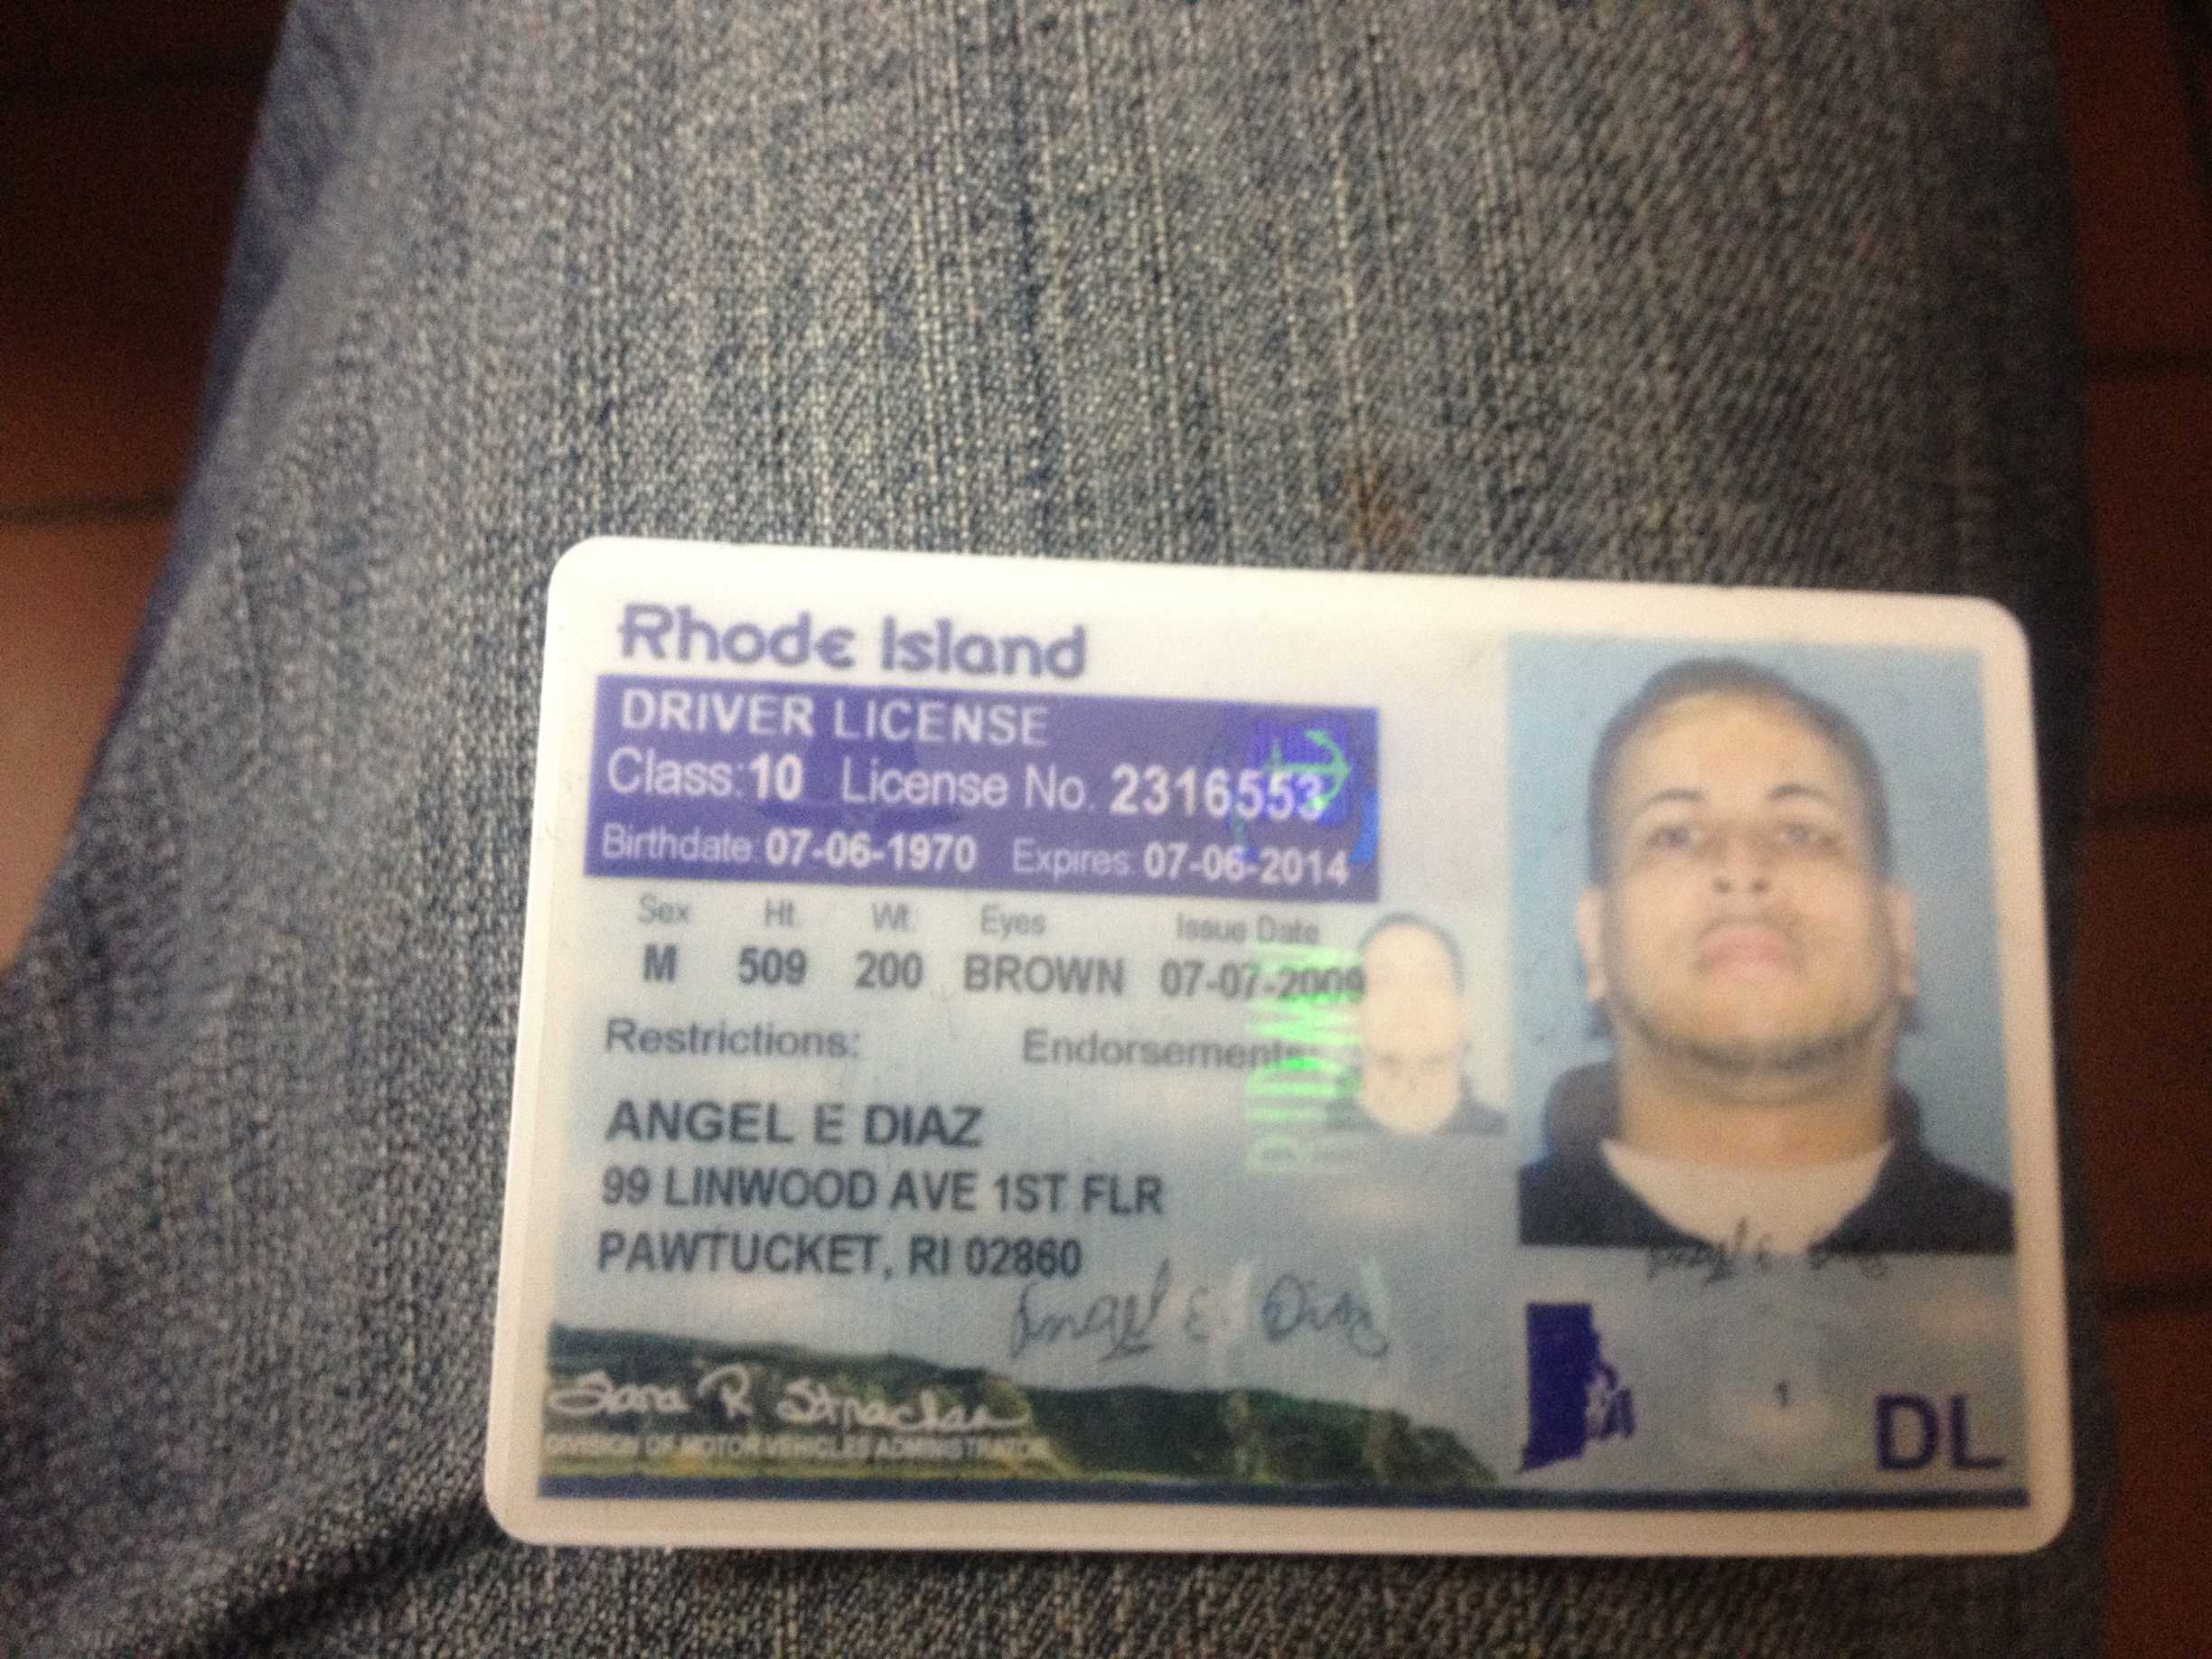 Rhode Island
DRIVER LICENSE
Class: 10 License No. 2316553
Birthdate: 07-06-1970 Expires: 07-06-2014
Sex Ht. Wt. Eyes Issue Date
M 509 200 BROWN 07-07-2009
Restrictions: Endorsements:
ANGEL E DIAZ
99 LINWOOD AVE 1ST FLR
PAWTUCKET, RI 02860
Angel E. Diaz
DIVISION OF MOTOR VEHICLES ADMINISTRATOR
1
DL